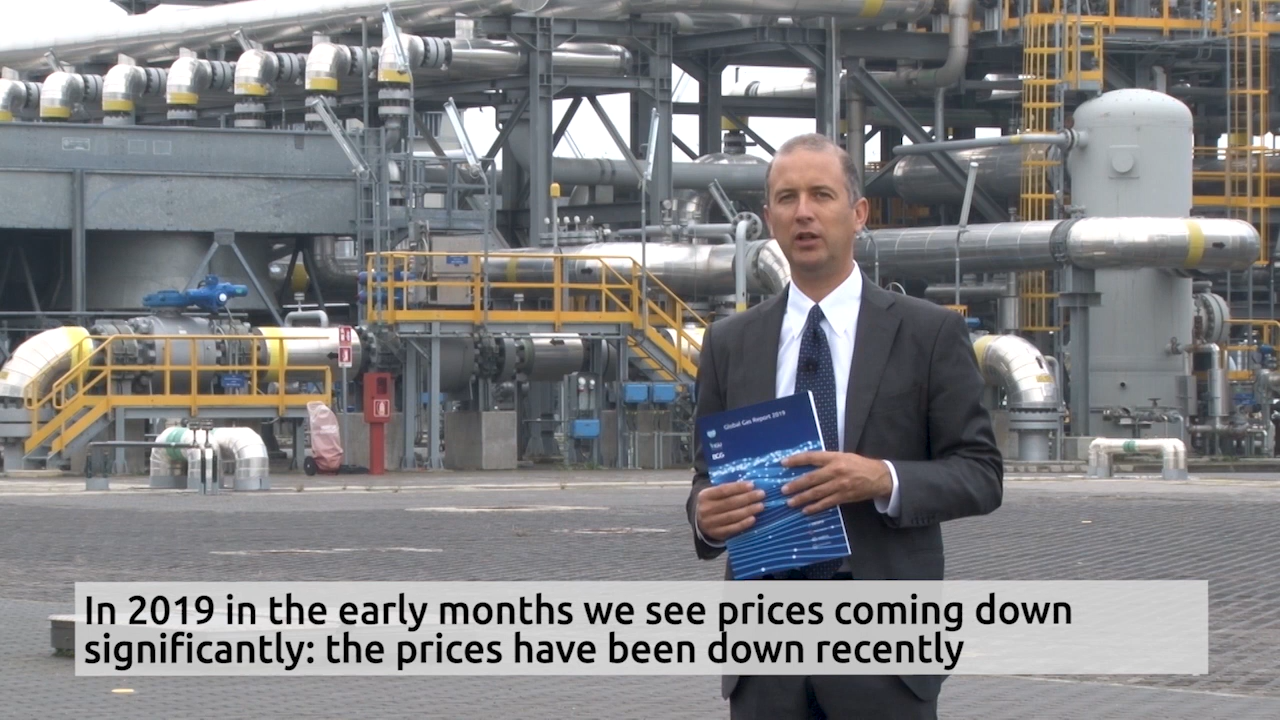 Global Gas Report 2019
BCG
In 2019 in the early months we see prices coming down
significantly: the prices have been down recently